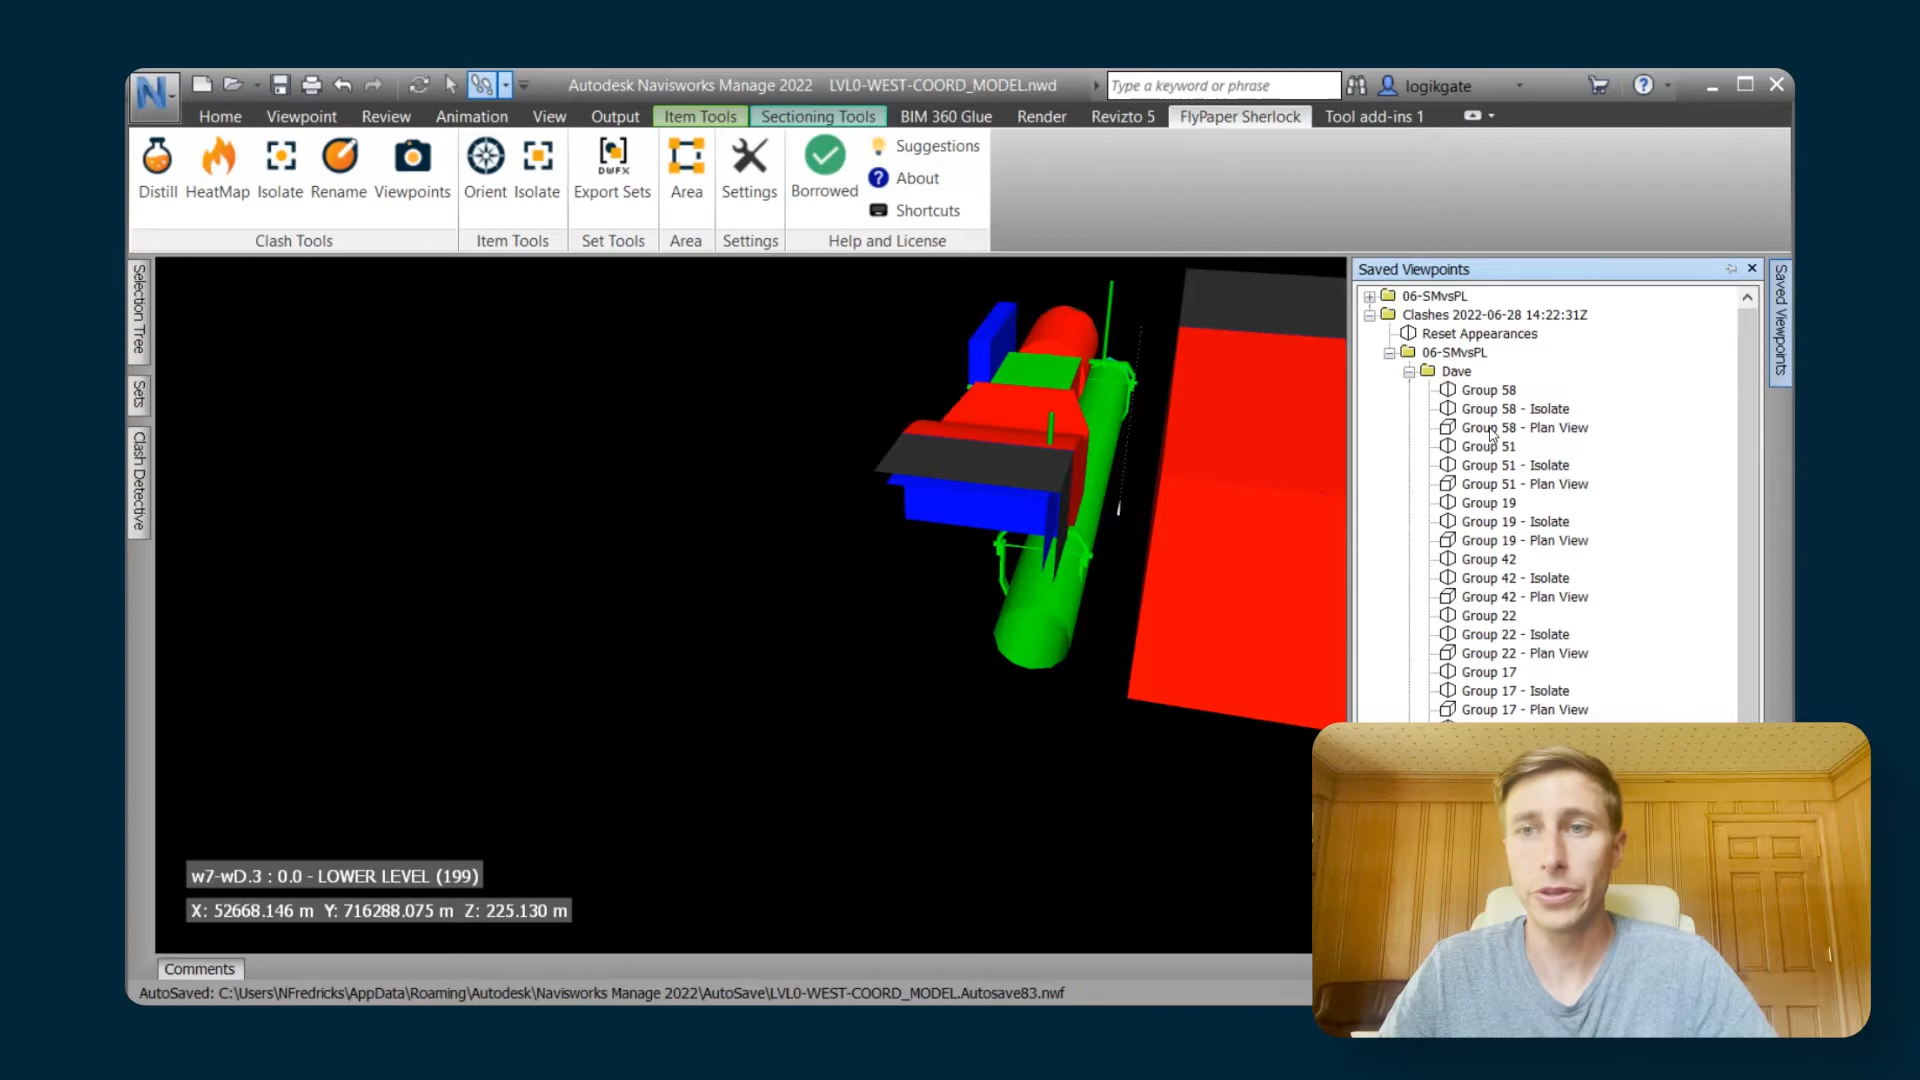 Autodesk Navisworks Manage 2022 LVL0-WEST-COORD_MODEL.nwd
Type a keyword or phrase
logikgate
Home Viewpoint Review Animation View Output Item Tools Sectioning Tools BIM 360 Glue Render Revizto 5 FlyPaper Sherlock Tool add-ins 1
Distill HeatMap Isolate Rename Viewpoints
Clash Tools
Orient Isolate
Item Tools
DWFX
Export Sets
Set Tools
Area
Area
Settings
Settings
Borrowed
Suggestions
About
Shortcuts
Help and License
Selection Tree
Sets
Clash Detective
Saved Viewpoints
Saved Viewpoints
06-SMvsPL
Clashes 2022-06-28 14:22:31Z
Reset Appearances
06-SMvsPL
Dave
Group 58
Group 58 - Isolate
Group 58 - Plan View
Group 51
Group 51 - Isolate
Group 51 - Plan View
Group 19
Group 19 - Isolate
Group 19 - Plan View
Group 42
Group 42 - Isolate
Group 42 - Plan View
Group 22
Group 22 - Isolate
Group 22 - Plan View
Group 17
Group 17 - Isolate
Group 17 - Plan View
w7-wD.3 : 0.0 - LOWER LEVEL (199)
X: 52668.146 m Y: 716288.075 m Z: 225.130 m
Comments
AutoSaved: C:\Users\NFredricks\AppData\Roaming\Autodesk\Navisworks Manage 2022\AutoSave\LVL0-WEST-COORD_MODEL.Autosave83.nwf